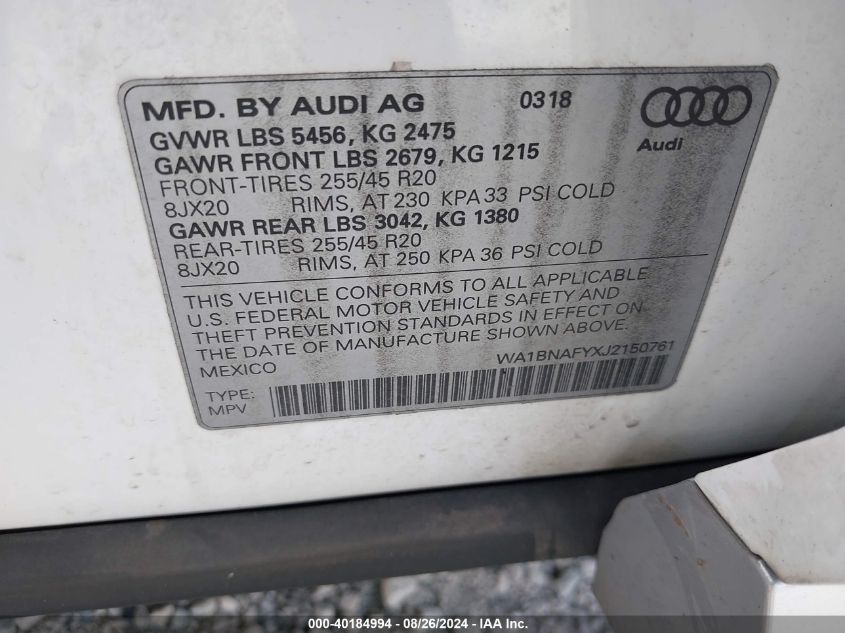 MFD. BY AUDI AG 0318
GVWR LBS 5456, KG 2475
GAWR FRONT LBS 2679, KG 1215
FRONT-TIRES 255/45 R20
8JX20 RIMS, AT 230 KPA 33 PSI COLD
GAWR REAR LBS 3042, KG 1380
REAR-TIRES 255/45 R20
8JX20 RIMS, AT 250 KPA 36 PSI COLD
Audi
THIS VEHICLE CONFORMS TO ALL APPLICABLE
U.S. FEDERAL MOTOR VEHICLE SAFETY AND
THEFT PREVENTION STANDARDS IN EFFECT ON
THE DATE OF MANUFACTURE SHOWN ABOVE.
MEXICO WA1BNAFYXJ2150761
TYPE:
MPV
© -40184994 - 08/26/2024 - IAA Inc.